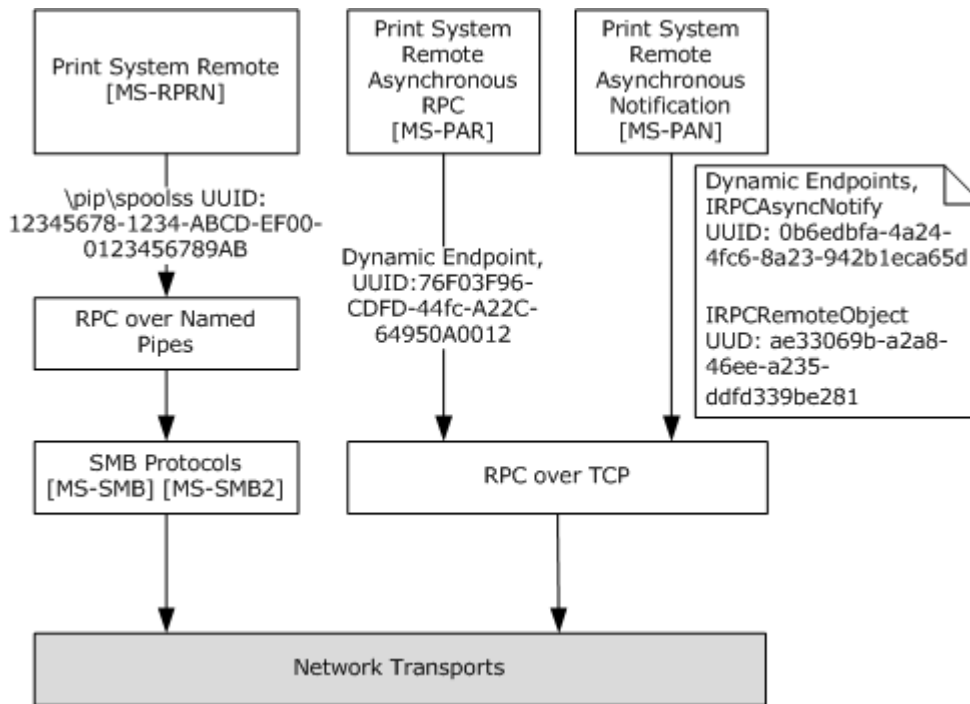 Print System Remote
[MS-RPRN]
Print System
Remote
Asynchronous
RPC
[MS-PAR]
Print System
Remote
Asynchronous
Notification
[MS-PAN]
\pip\spoolss UUID:
12345678-1234-ABCD-EF00-
0123456789AB
Dynamic Endpoint,
UUID:76F03F96-
CDFD-44fc-A22C-
64950A0012
Dynamic Endpoints,
IRPCAsyncNotify
UUID: 0b6edbfa-4a24-
4fc6-8a23-942b1eca65d
IRPCRemoteObject
UUD: ae33069b-a2a8-
46ee-a235-
ddfd339be281
RPC over Named
Pipes
SMB Protocols
[MS-SMB] [MS-SMB2]
RPC over TCP
Network Transports